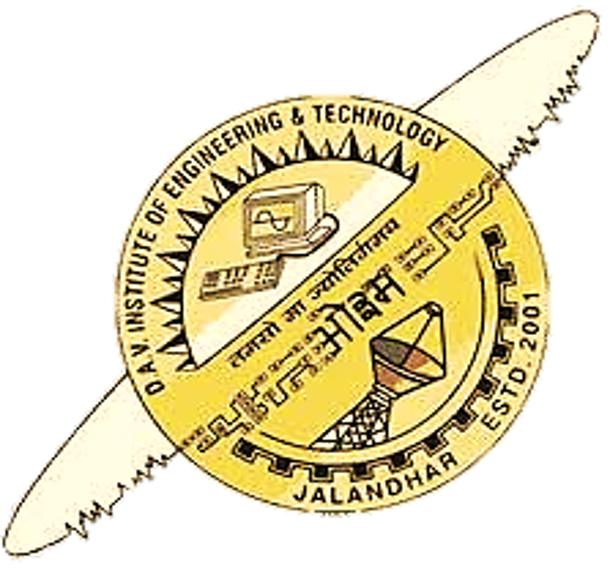 D.A.V. INSTITUTE OF ENGINEERING & TECHNOLOGY
तमसो मा ज्योतिर्गमय
ओ३म
JALANDHAR
ESTD. 2001